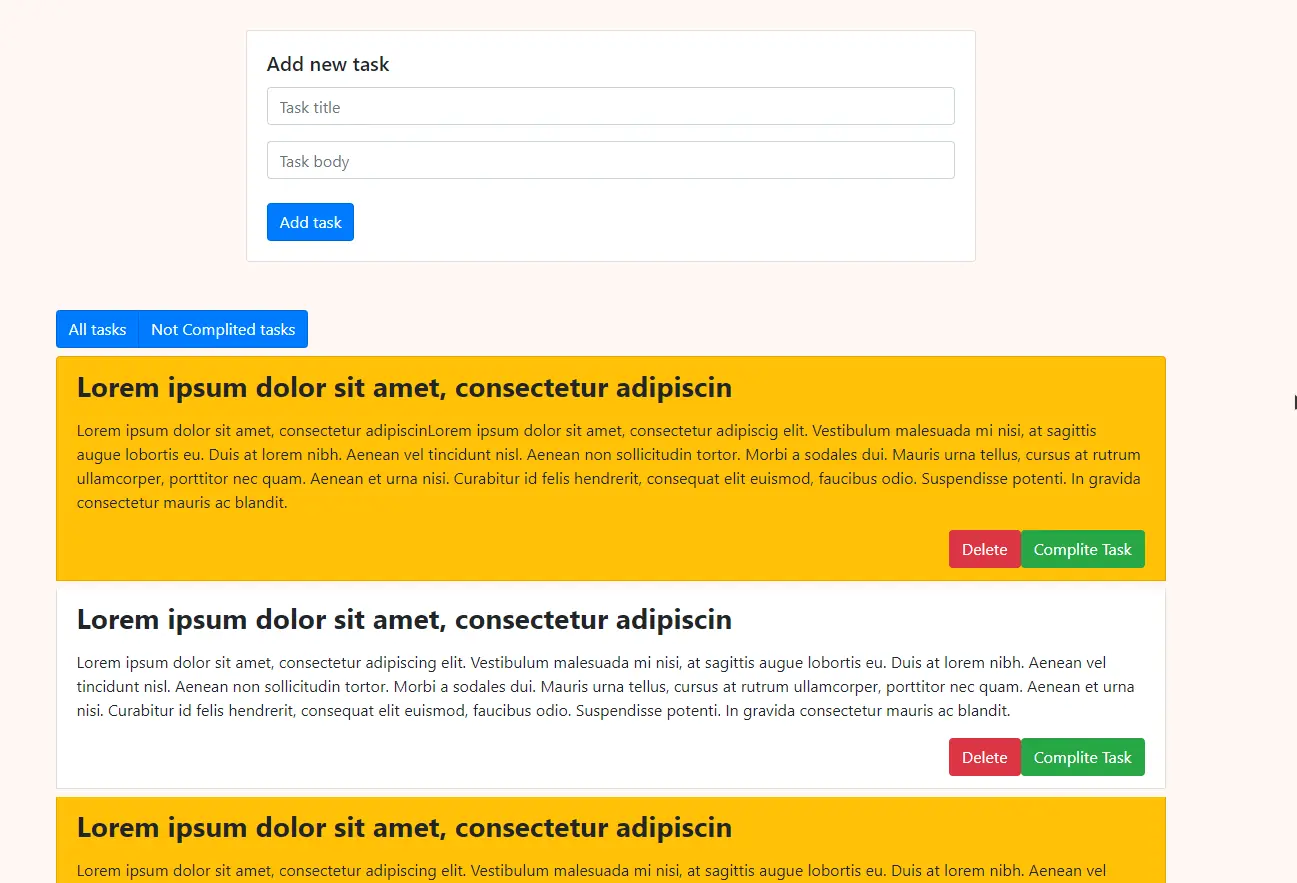 Add new task
Task title
Task body
Add task
All tasks
Not Complited tasks
Lorem ipsum dolor sit amet, consectetur adipiscin
Lorem ipsum dolor sit amet, consectetur adipiscinLorem ipsum dolor sit amet, consectetur adipiscig elit. Vestibulum malesuada mi nisi, at sagittis
augue lobortis eu. Duis at lorem nibh. Aenean vel tincidunt nisl. Aenean non sollicitudin tortor. Morbi a sodales dui. Mauris urna tellus, cursus at rutrum
ullamcorper, porttitor nec quam. Aenean et urna nisi. Curabitur id felis hendrerit, consequat elit euismod, faucibus odio. Suspendisse potenti. In gravida
consectetur mauris ac blandit.
Delete
Complite Task
Lorem ipsum dolor sit amet, consectetur adipiscin
Lorem ipsum dolor sit amet, consectetur adipiscing elit. Vestibulum malesuada mi nisi, at sagittis augue lobortis eu. Duis at lorem nibh. Aenean vel
tincidunt nisl. Aenean non sollicitudin tortor. Morbi a sodales dui. Mauris urna tellus, cursus at rutrum ullamcorper, porttitor nec quam. Aenean et urna
nisi. Curabitur id felis hendrerit, consequat elit euismod, faucibus odio. Suspendisse potenti. In gravida consectetur mauris ac blandit.
Delete
Complite Task
Lorem ipsum dolor sit amet, consectetur adipiscin
Lorem ipsum dolor sit amet, consectetur adipiscing elit. Vestibulum malesuada mi nisi, at sagittis augue lobortis eu. Duis at lorem nibh. Aenean vel